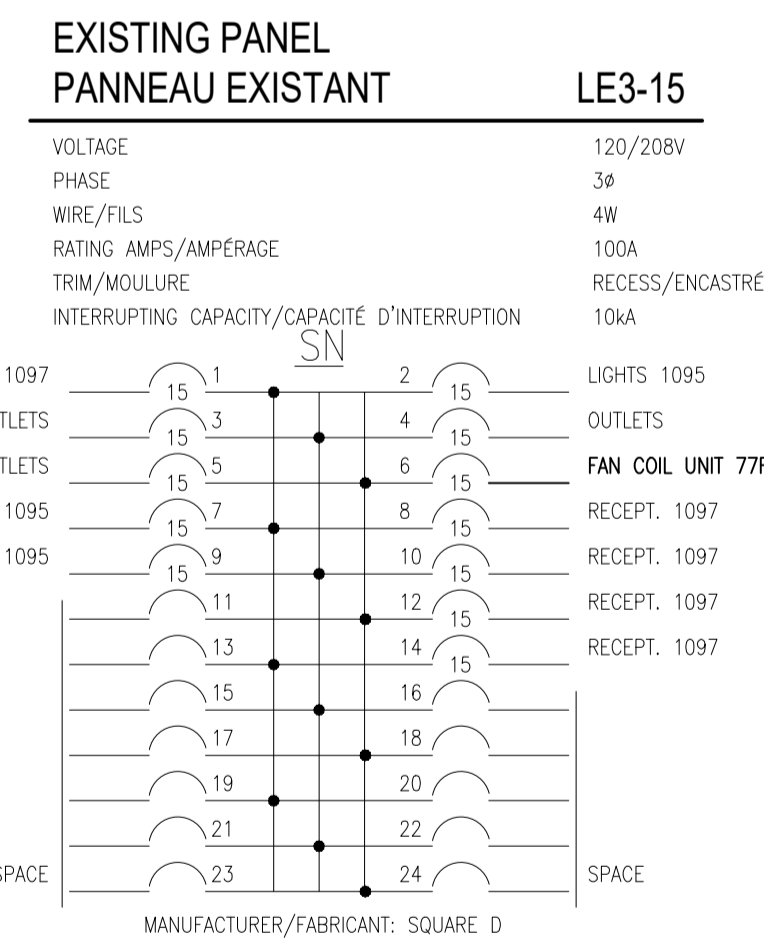 EXISTING PANEL
PANNEAU EXISTANT LE3-15
VOLTAGE 120/208V
PHASE 3ø
WIRE/FILS 4W
RATING AMPS/AMPÉRAGE 100A
TRIM/MOULURE RECESS/ENCASTRÉ
INTERRUPTING CAPACITY/CAPACITÉ D'INTERRUPTION 10kA
SN
1097 15 1 2 15 LIGHTS 1095
TLETS 15 3 4 15 OUTLETS
TLETS 15 5 6 15 FAN COIL UNIT 77F
1095 15 7 8 15 RECEPT. 1097
1095 15 9 10 15 RECEPT. 1097
11 12 15 RECEPT. 1097
13 14 15 RECEPT. 1097
15 16
17 18
19 20
21 22
SPACE 23 24 SPACE
MANUFACTURER/FABRICANT: SQUARE D